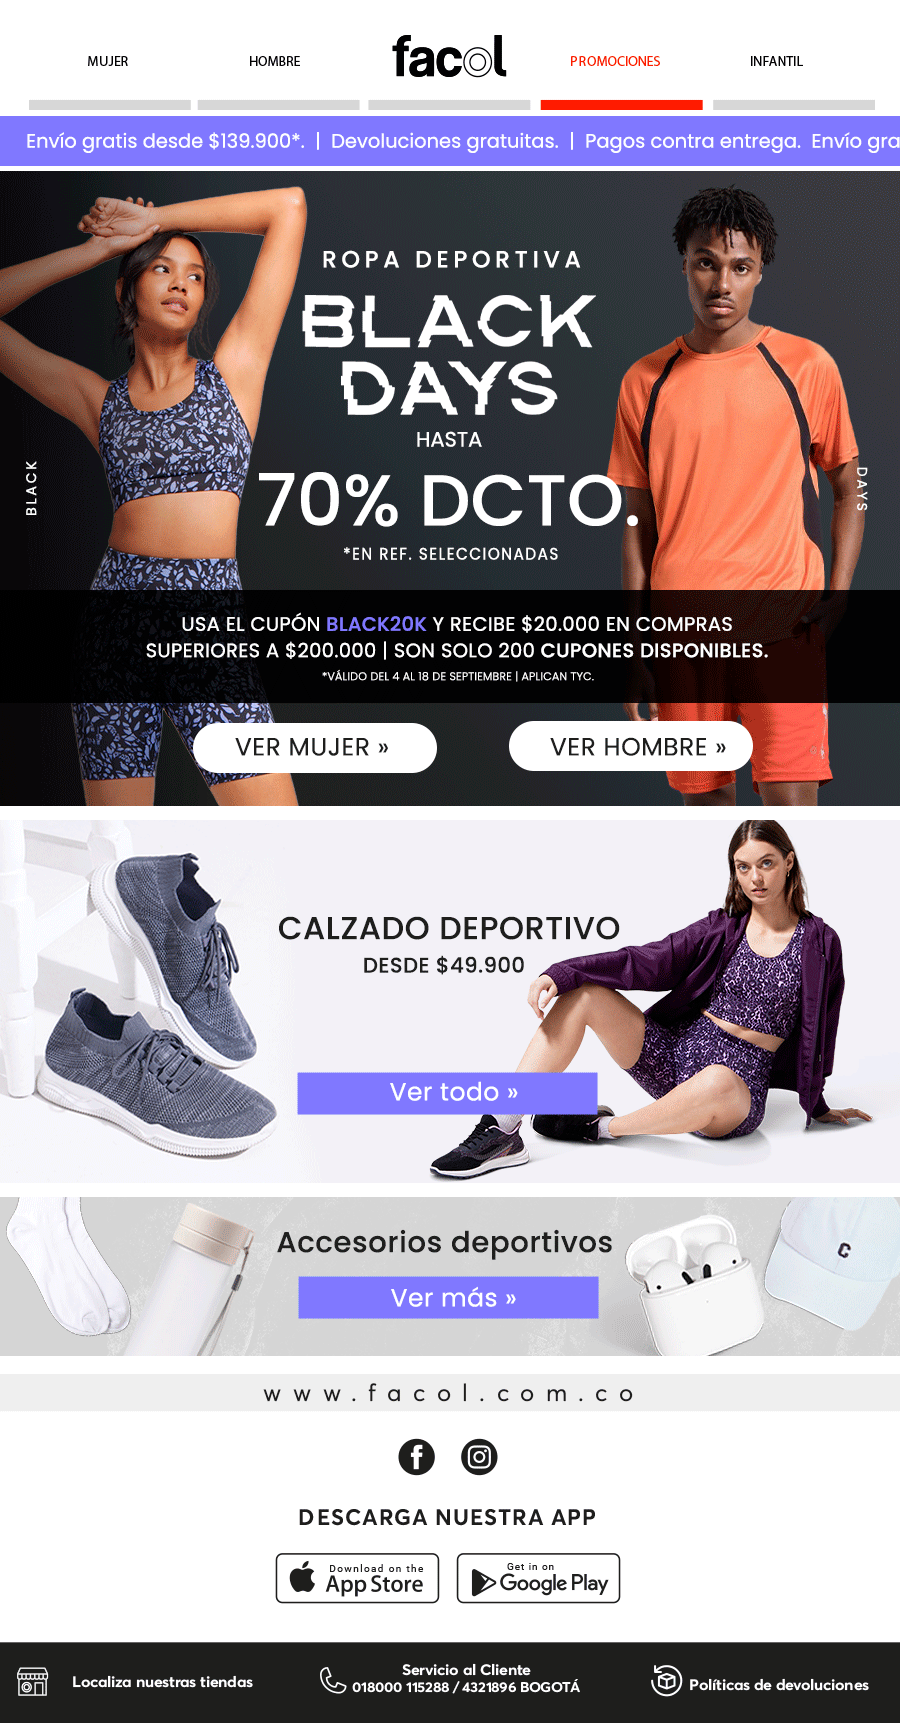 MUJER
HOMBRE
facol
PROMOCIONES
INFANTIL
Envío gratis desde $139.900*. | Devoluciones gratuitas. | Pagos contra entrega. Envío gra
ROPA DEPORTIVA
BLACK
DAYS
HASTA
70% DCTO.
*EN REF. SELECCIONADAS
BLACK
DAYS
USA EL CUPÓN BLACK20K Y RECIBE $20.000 EN COMPRAS
SUPERIORES A $200.000 | SON SOLO 200 CUPONES DISPONIBLES.
*VÁLIDO DEL 4 AL 18 DE SEPTIEMBRE | APLICAN TYC.
VER MUJER »
VER HOMBRE »
CALZADO DEPORTIVO
DESDE $49.900
Ver todo »
Accesorios deportivos
Ver más »
C
www.facol.com.co
DESCARGA NUESTRA APP
Download on the
App Store
Get in on
Google Play
Localiza nuestras tiendas
Servicio al Cliente
018000 115288 / 4321896 BOGOTÁ
Políticas de devoluciones